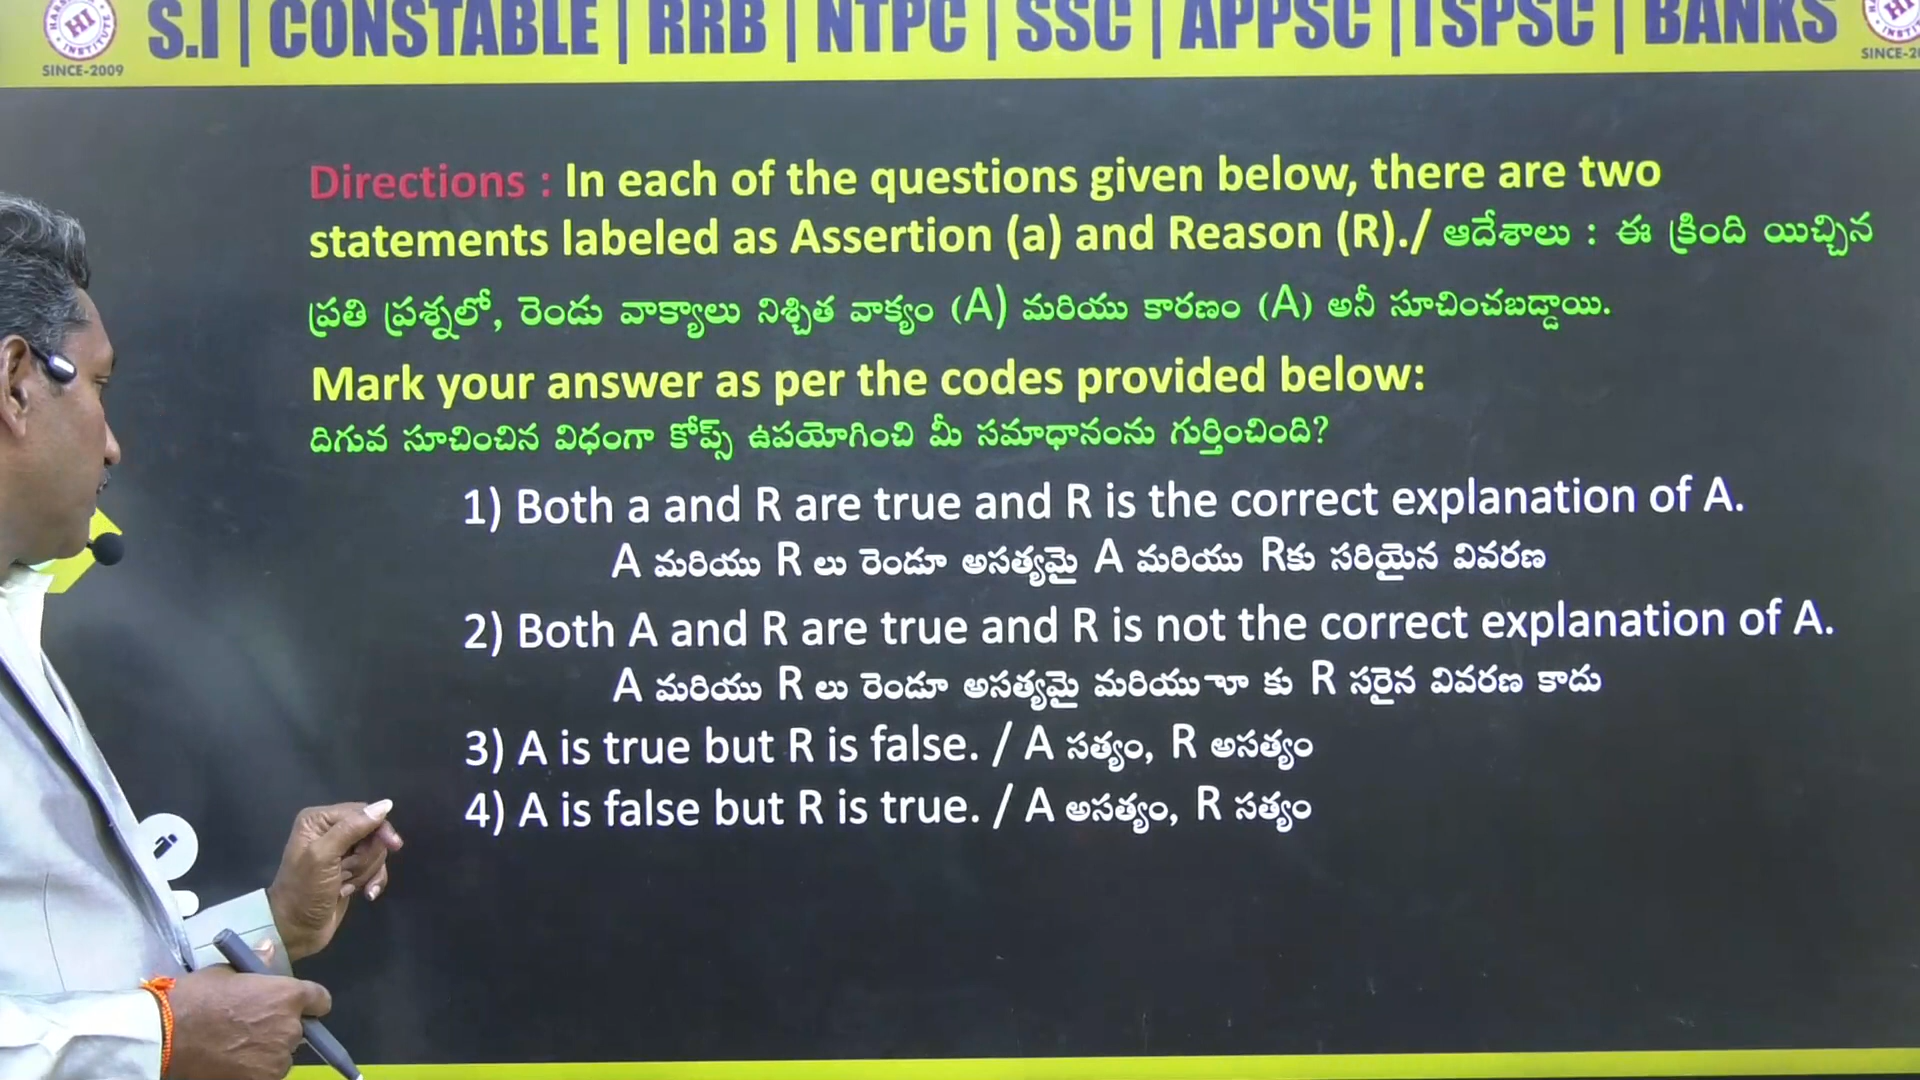 S.I | CONSTABLE | RRB | NTPC | SSC | APPSC | TSPSC | BANKS
INSTITUTE
SINCE-2009
Directions : In each of the questions given below, there are two
statements labeled as Assertion (a) and Reason (R)./ ఆదేశాలు : ఈ క్రింది యిచ్చిన
ప్రతి ప్రశ్నలో, రెండు వాక్యాలు నిశ్చిత వాక్యం (A) మరియు కారణం (A) అనీ సూచించబడ్డాయి.
Mark your answer as per the codes provided below:
దిగువ సూచించిన విధంగా కోప్స్ ఉపయోగించి మీ సమాధానంను గుర్తించింది?
1) Both a and R are true and R is the correct explanation of A.
A మరియు R లు రెండూ అసత్యమై A మరియు Rకు సరియైన వివరణ
2) Both A and R are true and R is not the correct explanation of A.
A మరియు R లు రెండూ అసత్యమై కు R సరైన వివరణ కాదు
3) A is true but R is false. / A సత్యం, R అసత్యం
4) A is false but R is true. / A అసత్యం, R సత్యం